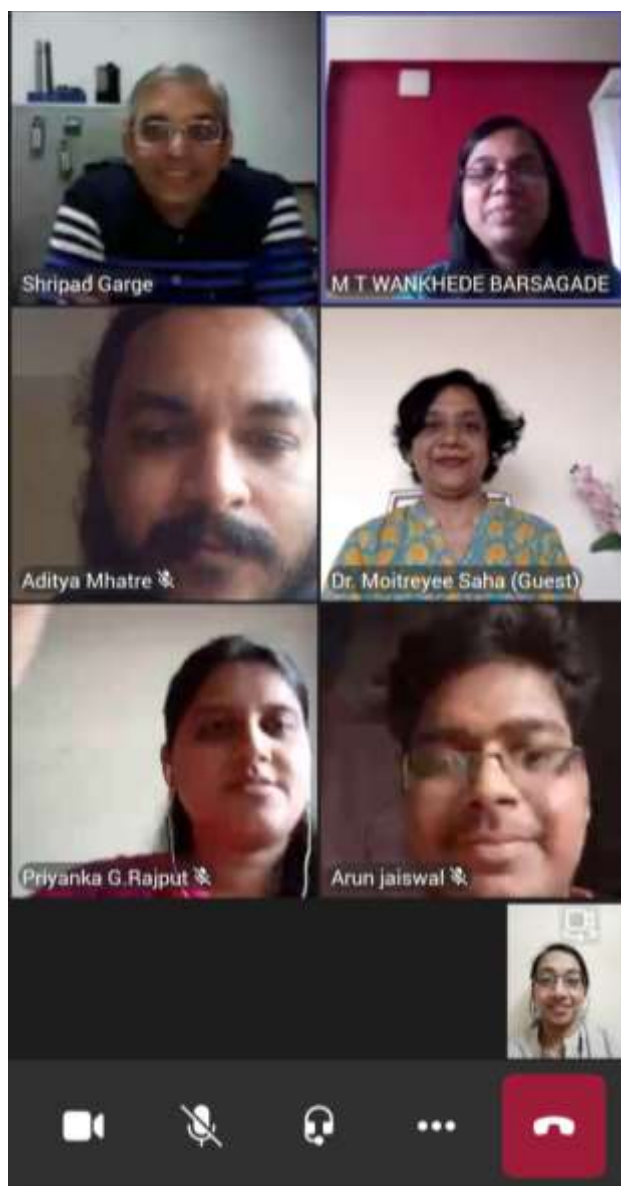 Shripad Garge
M T WANKHEDE BARSAGADE
Aditya Mhatre
Dr. Moitreyee Saha (Guest)
Priyanka G.Rajput
Arun jaiswal